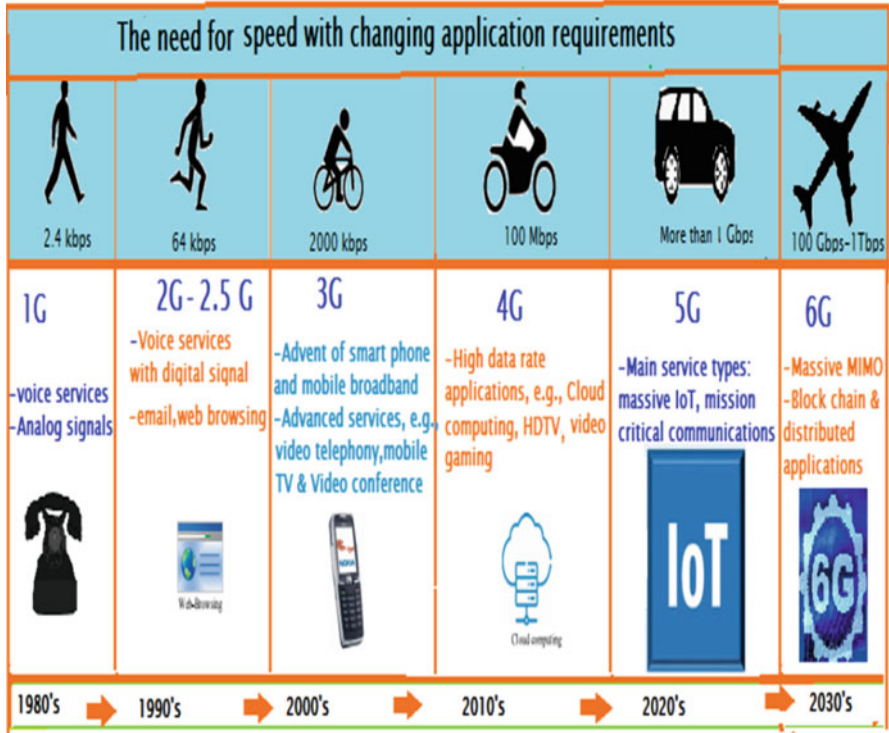 The need for speed with changing application requirements
2.4 kbps
64 kbps
2000 kbps
100 Mbps
More than 1 Gbps
100 Gbps-1Tbps
1G
-voice services
-Analog signals
2G - 2.5 G
-Voice services
with digital signal
-email,web browsing
Web-Browsing
3G
-Advent of smart phone
and mobile broadband
-Advanced services, e.g.,
video telephony,mobile
TV & Video conference
NOKIA
4G
-High data rate
applications, e.g., Cloud
computing, HDTV, video
gaming
Cloud computing
5G
-Main service types:
massive IoT, mission
critical communications
IoT
6G
-Massive MIMO
-Block chain &
distributed
applications
6G
1980's
1990's
2000's
2010's
2020's
2030's